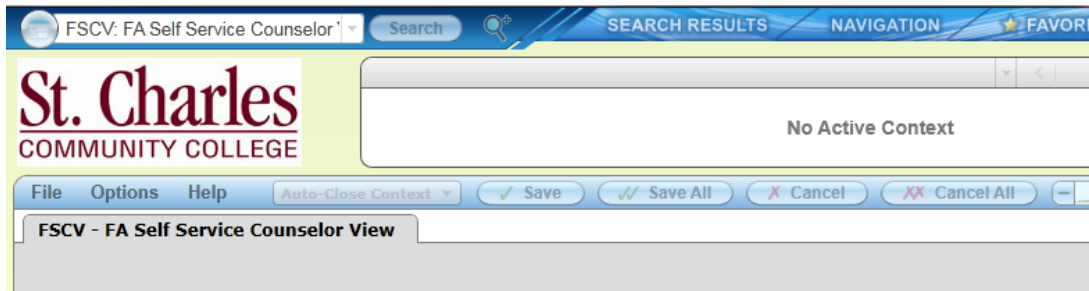 FSCV: FA Self Service Counselor Search SEARCH RESULTS NAVIGATION FAVORI
St. Charles
COMMUNITY COLLEGE
No Active Context
File Options Help Auto-Close Context Save Save All Cancel Cancel All
FSCV - FA Self Service Counselor View